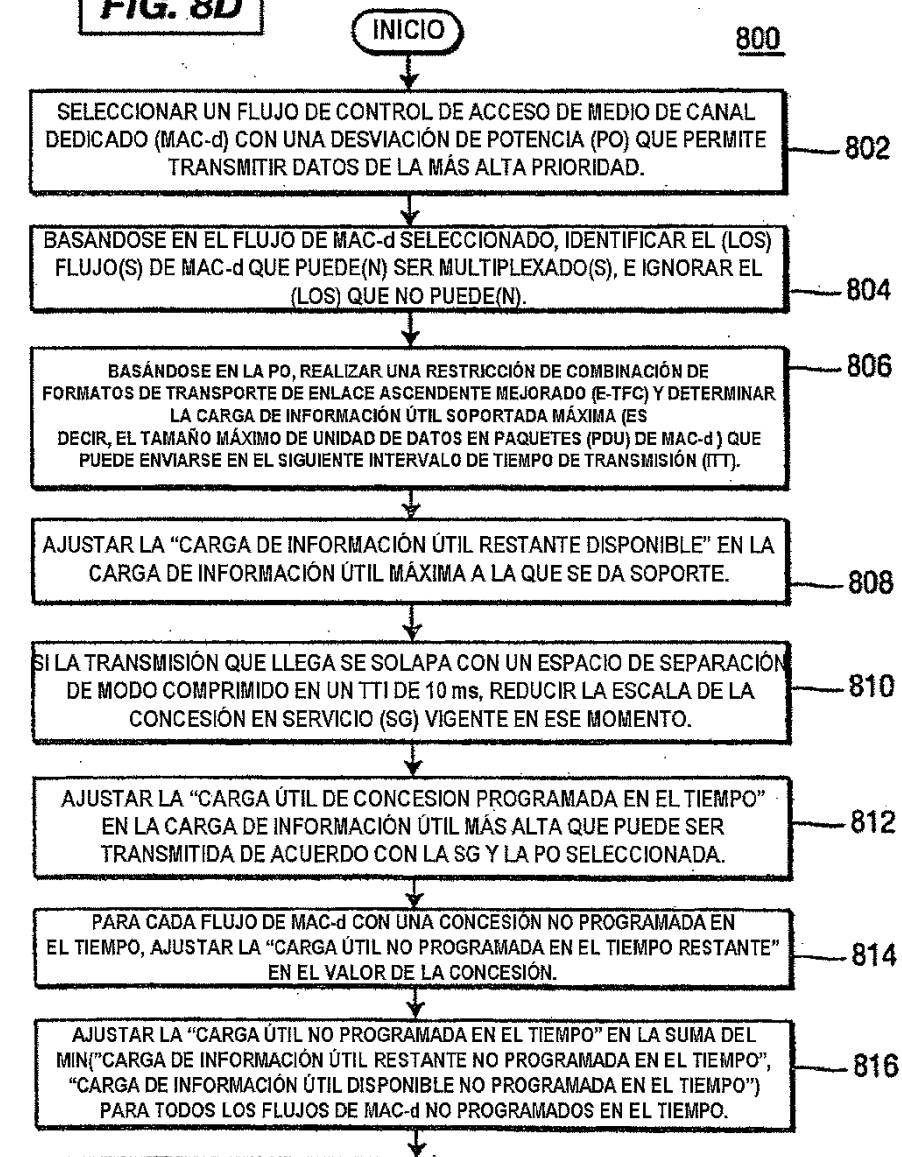 FIG. 8D
INICIO
800
SELECCIONAR UN FLUJO DE CONTROL DE ACCESO DE MEDIO DE CANAL
DEDICADO (MAC-d) CON UNA DESVIACIÓN DE POTENCIA (PO) QUE PERMITE
TRANSMITIR DATOS DE LA MÁS ALTA PRIORIDAD.
802
BASÁNDOSE EN EL FLUJO DE MAC-d SELECCIONADO, IDENTIFICAR EL (LOS)
FLUJO(S) DE MAC-d QUE PUEDE(N) SER MULTIPLEXADO(S), E IGNORAR EL
(LOS) QUE NO PUEDE(N).
804
BASÁNDOSE EN LA PO, REALIZAR UNA RESTRICCIÓN DE COMBINACIÓN DE
FORMATOS DE TRANSPORTE DE ENLACE ASCENDENTE MEJORADO (E-TFC) Y DETERMINAR
LA CARGA DE INFORMACIÓN ÚTIL SOPORTADA MÁXIMA (ES
DECIR, EL TAMAÑO MÁXIMO DE UNIDAD DE DATOS EN PAQUETES (PDU) DE MAC-d ) QUE
PUEDE ENVIARSE EN EL SIGUIENTE INTERVALO DE TIEMPO DE TRANSMISIÓN (ITT).
806
AJUSTAR LA “CARGA DE INFORMACIÓN ÚTIL RESTANTE DISPONIBLE” EN LA
CARGA DE INFORMACIÓN ÚTIL MÁXIMA A LA QUE SE DA SOPORTE.
808
SI LA TRANSMISIÓN QUE LLEGA SE SOLAPA CON UN ESPACIO DE SEPARACIÓN
DE MODO COMPRIMIDO EN UN TTI DE 10 ms, REDUCIR LA ESCALA DE LA
CONCESIÓN EN SERVICIO (SG) VIGENTE EN ESE MOMENTO.
810
AJUSTAR LA “CARGA ÚTIL DE CONCESION PROGRAMADA EN EL TIEMPO”
EN LA CARGA DE INFORMACIÓN ÚTIL MÁS ALTA QUE PUEDE SER
TRANSMITIDA DE ACUERDO CON LA SG Y LA PO SELECCIONADA.
812
PARA CADA FLUJO DE MAC-d CON UNA CONCESIÓN NO PROGRAMADA EN
EL TIEMPO, AJUSTAR LA “CARGA ÚTIL NO PROGRAMADA EN EL TIEMPO RESTANTE”
EN EL VALOR DE LA CONCESIÓN.
814
AJUSTAR LA “CARGA ÚTIL NO PROGRAMADA EN EL TIEMPO” EN LA SUMA DEL
MIN(”CARGA DE INFORMACIÓN ÚTIL RESTANTE NO PROGRAMADA EN EL TIEMPO”,
“CARGA DE INFORMACIÓN ÚTIL DISPONIBLE NO PROGRAMADA EN EL TIEMPO”)
PARA TODOS LOS FLUJOS DE MAC-d NO PROGRAMADOS EN EL TIEMPO.
816